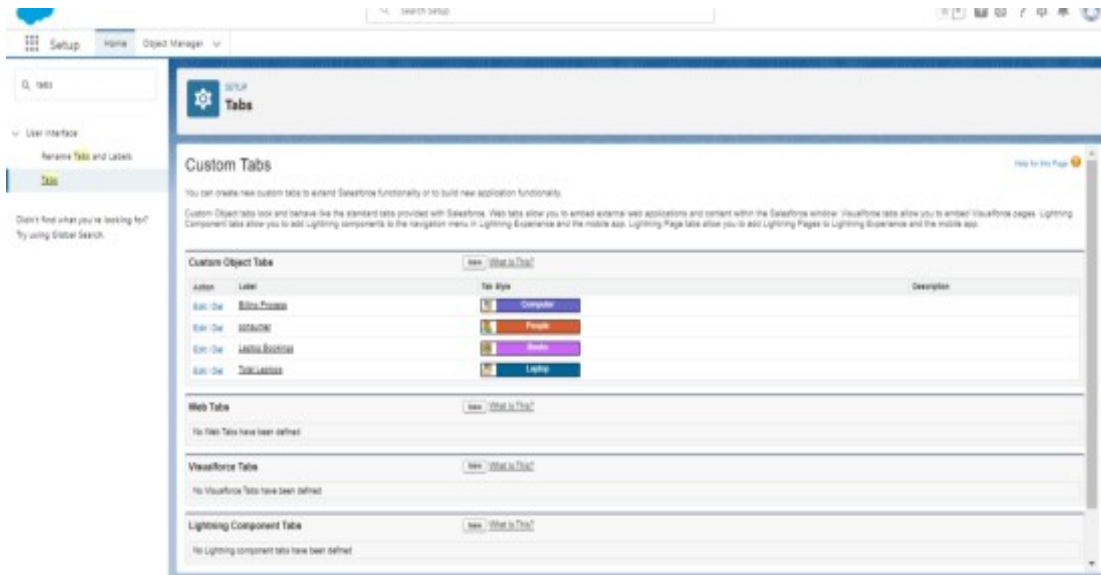 Search Setup
Setup Home Object Manager
tabs
SETUP
Tabs
User Interface
Rename Tabs and Labels
Tabs
Didn't find what you're looking for?
Try using Global Search.
Custom Tabs
Help for this Page
You can create new custom tabs to extend Salesforce functionality or to build new application functionality.
Custom Object tabs look and behave like the standard tabs provided with Salesforce. Web tabs allow you to embed external web applications and content within the Salesforce window. Visualforce tabs allow you to embed Visualforce pages. Lightning
Component tabs allow you to add Lightning components to the navigation menu in Lightning Experience and the mobile app. Lightning Page tabs allow you to add Lightning Pages to Lightning Experience and the mobile app.
Custom Object Tabs New What Is This?
Action Label Tab Style Description
Edit Del Billing Process Computer
Edit Del consumer People
Edit Del Laptop Bookings Books
Edit Del Total Laptops Laptop
Web Tabs New What Is This?
No Web Tabs have been defined
Visualforce Tabs New What Is This?
No Visualforce Tabs have been defined
Lightning Component Tabs New What Is This?
No Lightning component tabs have been defined